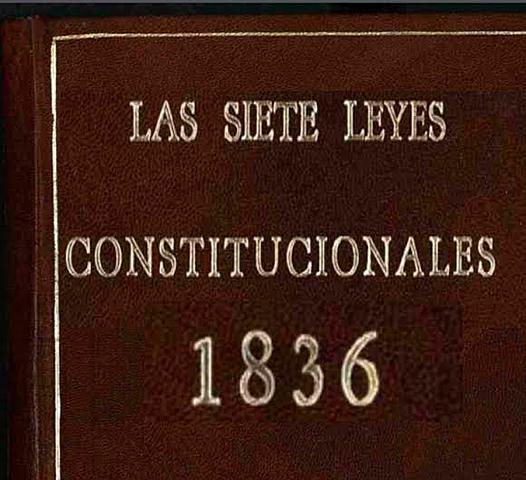 LAS SIETE LEYES
CONSTITUCIONALES
1836